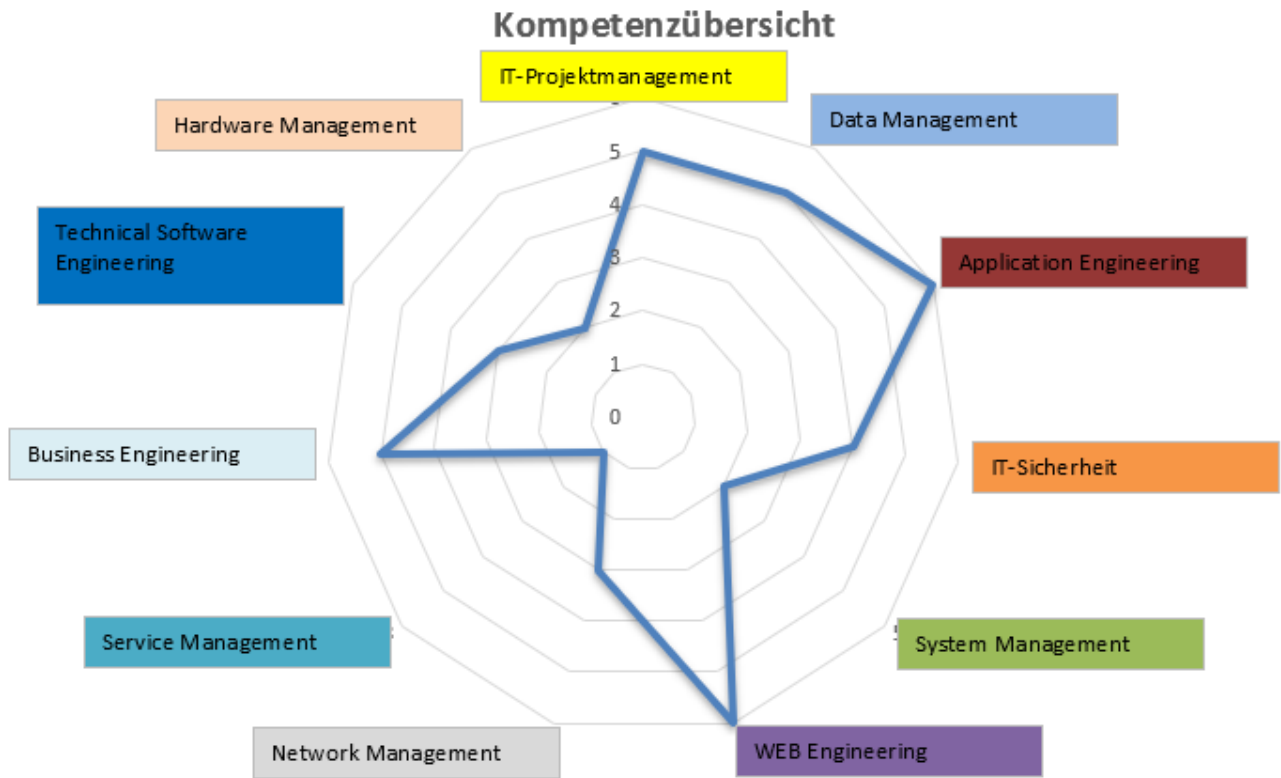 Kompetenzübersicht
IT-Projektmanagement
Hardware Management
Data Management
5
4
Technical Software
Engineering
Application Engineering
3
2
1
0
Business Engineering
IT-Sicherheit
Service Management
System Management
Network Management
WEB Engineering